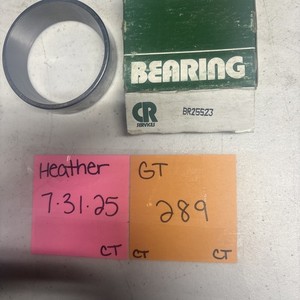 BEARING
CR
SERVICES
BR25523
Heather
7.31.25
CT
GT
289
CT
CT